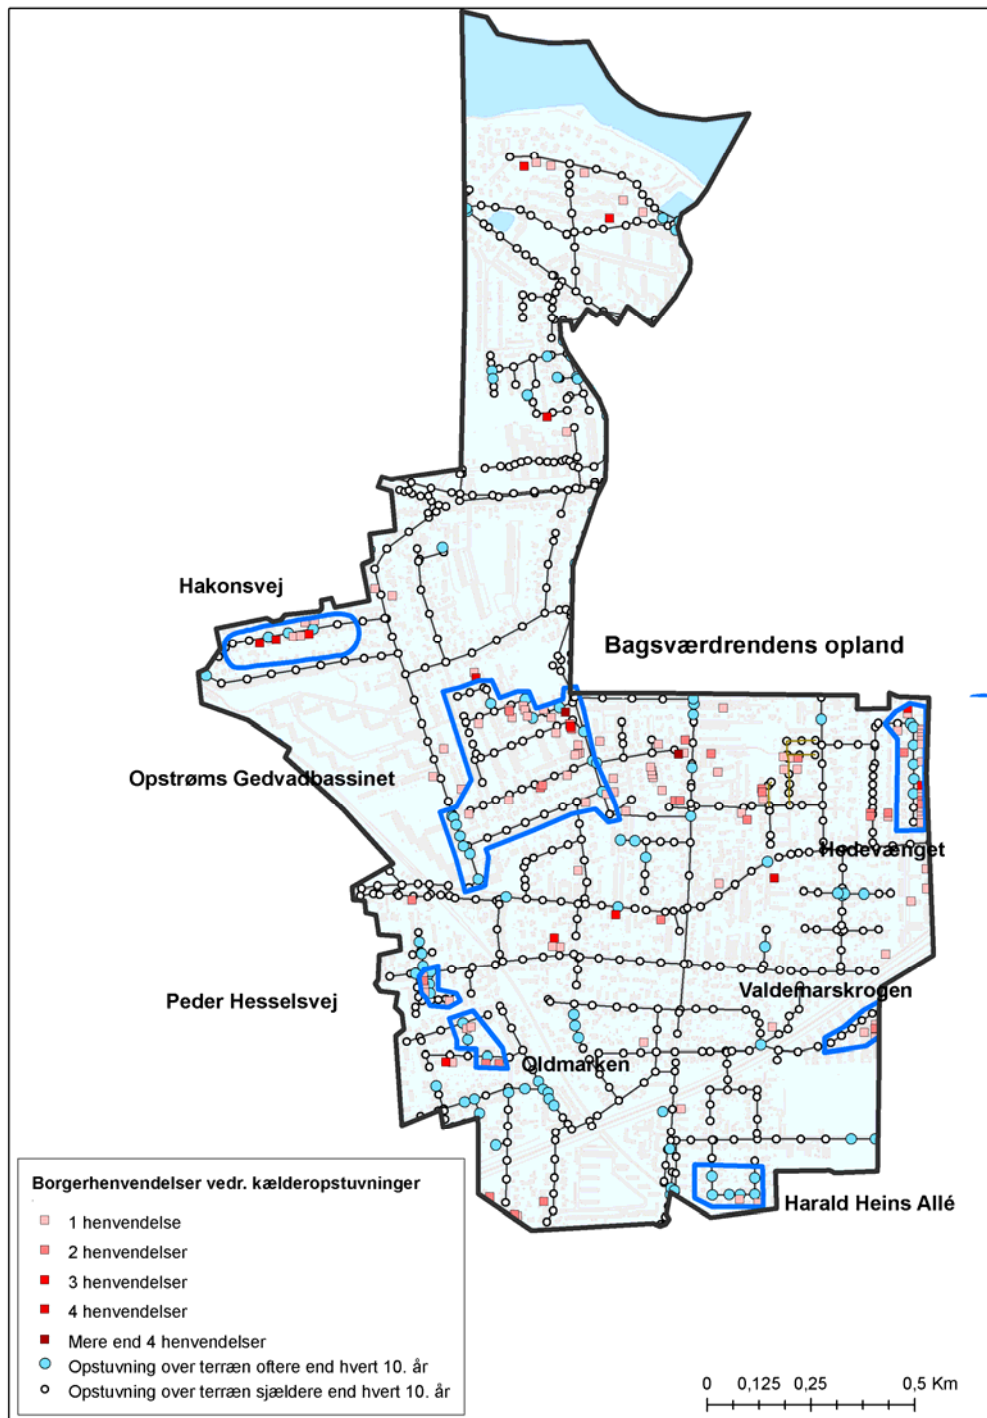 Hakonsvej
Bagsværdrendens opland
Opstrøms Gedvadbassinet
Hødevænget
Peder Hesselsvej
Valdemarskrogen
Oldmarken
Harald Heins Allé
Borgerhenvendelser vedr. kælderopstuvninger
1 henvendelse
2 henvendelser
3 henvendelser
4 henvendelser
Mere end 4 henvendelser
Opstuvning over terræn oftere end hvert 10. år
Opstuvning over terræn sjældere end hvert 10. år
0 0,125 0,25 0,5 Km